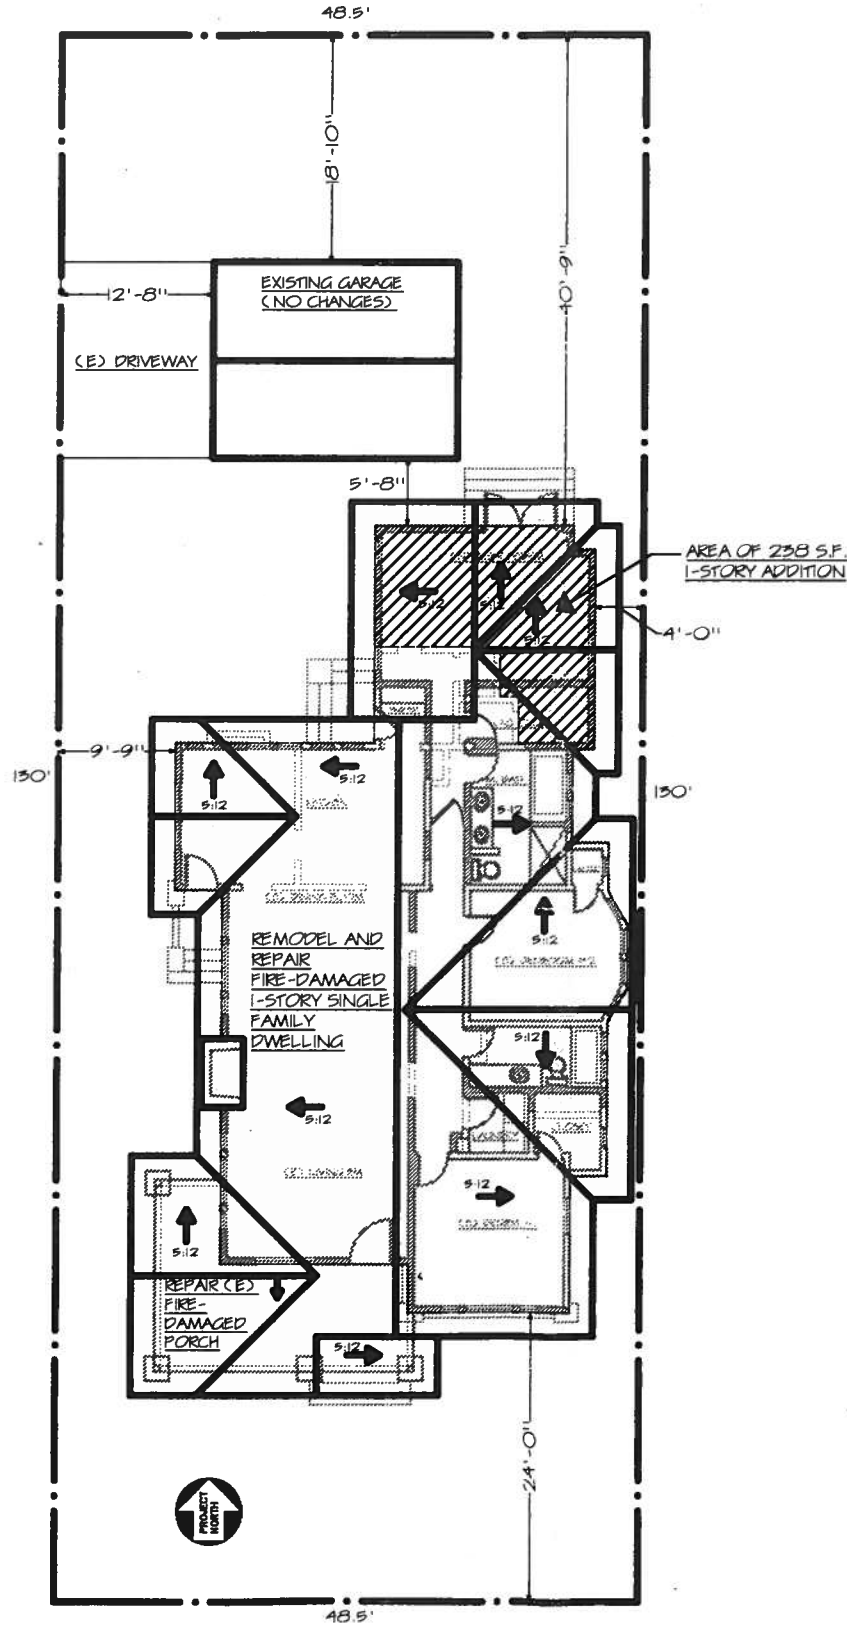 48.5'
18'-10"
40'-9"
12'-8"
EXISTING GARAGE
(NO CHANGES)
(E) DRIVEWAY
5'-8"
AREA OF 238 S.F.
1-STORY ADDITION
5:12
5:12
5:12
4'-0"
9'-9"
130'
130'
5:12
5:12
5:12
REMODEL AND
REPAIR
FIRE-DAMAGED
1-STORY SINGLE
FAMILY
DWELLING
5:12
5:12
5:12
(E) LIVING RM
5:12
5:12
REPAIR (E)
FIRE-
DAMAGED
PORCH
5:12
24'-0"
PROJECT
NORTH
48.5'